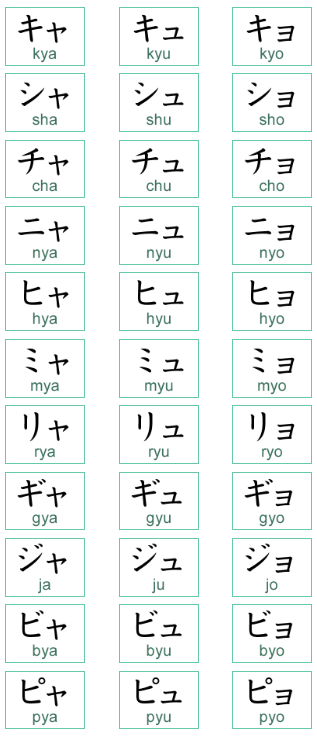 キャ キュ キョ
kya kyu kyo
シャ シュ ショ
sha shu sho
チャ チュ チョ
cha chu cho
ニャ ニュ ニョ
nya nyu nyo
ヒャ ヒュ ヒョ
hya hyu hyo
ミャ ミュ ミョ
mya myu myo
リャ リュ リョ
rya ryu ryo
ギャ ギュ ギョ
gya gyu gyo
ジャ ジュ ジョ
ja ju jo
ビャ ビュ ビョ
bya byu byo
ピャ ピュ ピョ
pya pyu pyo